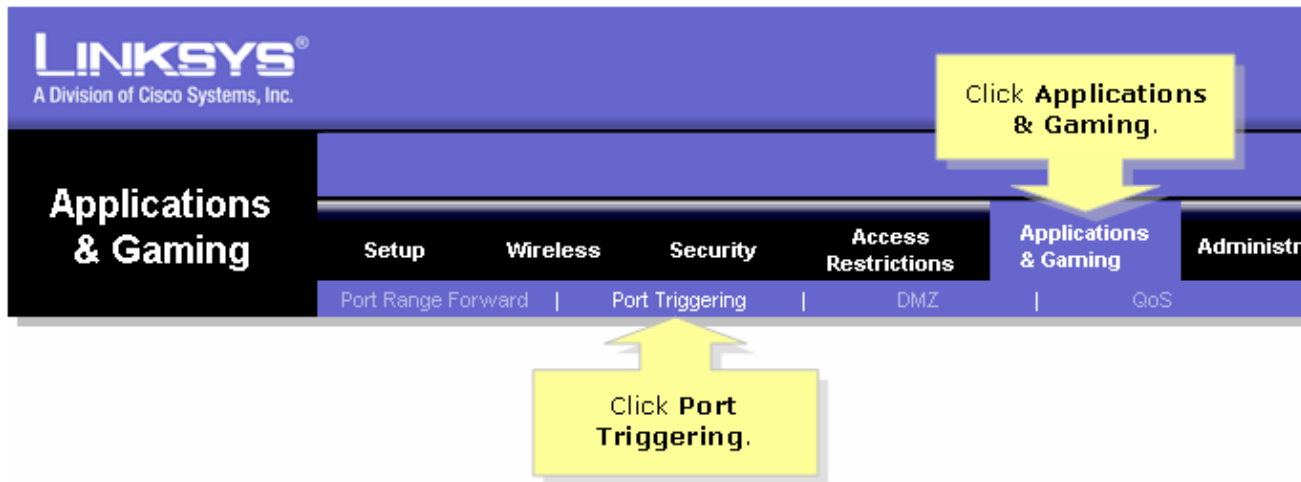 LINKSYS®
A Division of Cisco Systems, Inc.
Click Applications
& Gaming.
Applications
& Gaming
Setup Wireless Security Access Restrictions Applications & Gaming Administr
Port Range Forward | Port Triggering | DMZ | QoS
Click Port
Triggering.